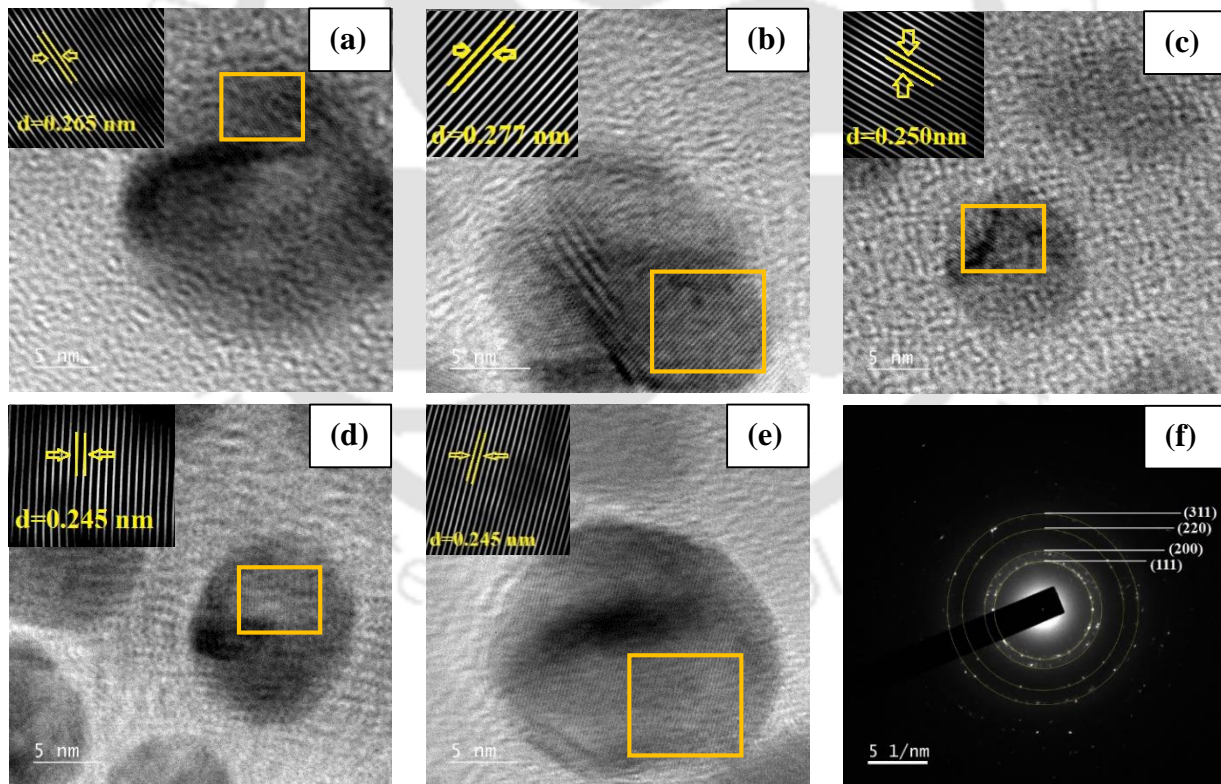 (a)
d=0.265 nm
5 nm
(b)
d=0.277 nm
5 nm
(c)
d=0.250nm
5 nm
(d)
d=0.245 nm
5 nm
(e)
d=0.245 nm
5 nm
(f)
(311)
(220)
(200)
(111)
5 1/nm